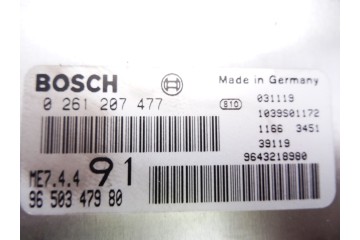 BOSCH
0 261 207 477
ME7.4.4 91
96 503 479 80
Made in Germany
S10 031119
1039S01172
1166 3451
39119
9643218980